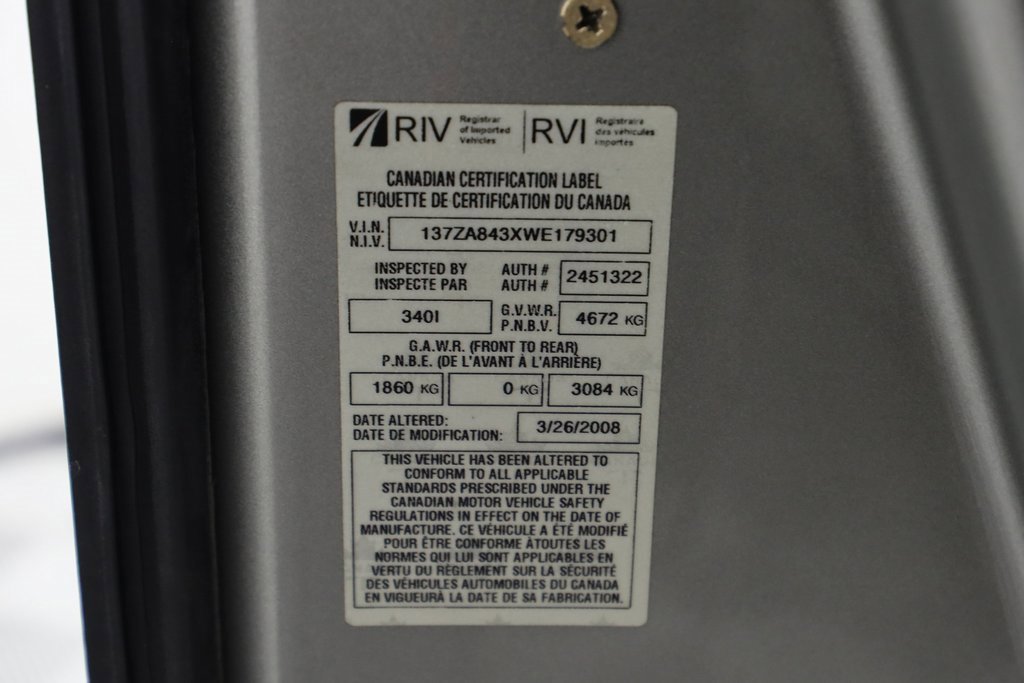 RIV Registrar of Imported Vehicles | RVI Registraire des véhicules importés
CANADIAN CERTIFICATION LABEL
ETIQUETTE DE CERTIFICATION DU CANADA
V.I.N. 137ZA843XWE179301
N.I.V.
INSPECTED BY AUTH # 2451322
INSPECTE PAR AUTH #
340I G.V.W.R. 4672 KG
P.N.B.V.
G.A.W.R. (FRONT TO REAR)
P.N.B.E. (DE L'AVANT À L'ARRIÈRE)
1860 KG 0 KG 3084 KG
DATE ALTERED: 3/26/2008
DATE DE MODIFICATION:
THIS VEHICLE HAS BEEN ALTERED TO
CONFORM TO ALL APPLICABLE
STANDARDS PRESCRIBED UNDER THE
CANADIAN MOTOR VEHICLE SAFETY
REGULATIONS IN EFFECT ON THE DATE OF
MANUFACTURE. CE VÉHICULE A ÉTÉ MODIFIÉ
POUR ÊTRE CONFORME ÀTOUTES LES
NORMES QUI LUI SONT APPLICABLES EN
VERTU DU RÈGLEMENT SUR LA SÉCURITÉ
DES VÉHICULES AUTOMOBILES DU CANADA
EN VIGUEURÀ LA DATE DE SA FABRICATION.